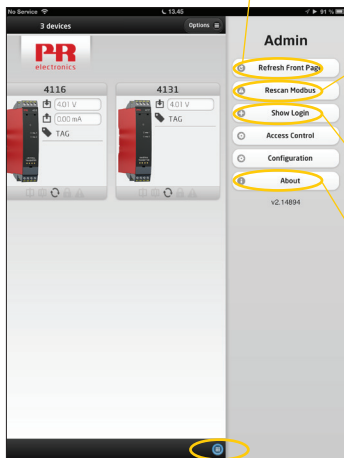 No Service 13.45 91 %
3 devices Options
PR
electronics
4116
4.01 V
0.00 mA
TAG
4131
4.01 V
TAG
Admin
Refresh Front Page
Rescan Modbus
Show Login
Access Control
Configuration
About
v2.14894